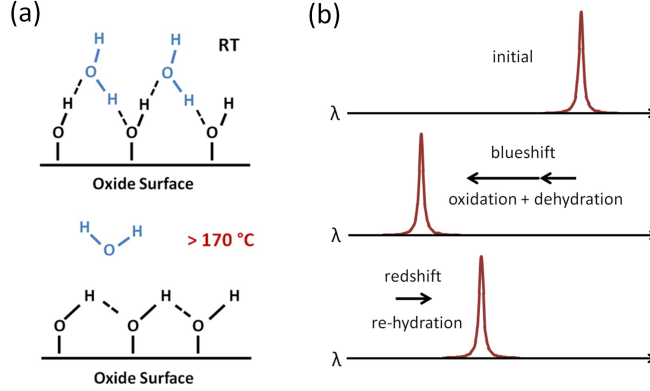 (a)
RT
H H
O O
H H H H
O O O
Oxide Surface
H
O H
> 170 °C
H H H
O O O
Oxide Surface
(b)
initial
λ
blueshift
oxidation + dehydration
λ
redshift
re-hydration
λ